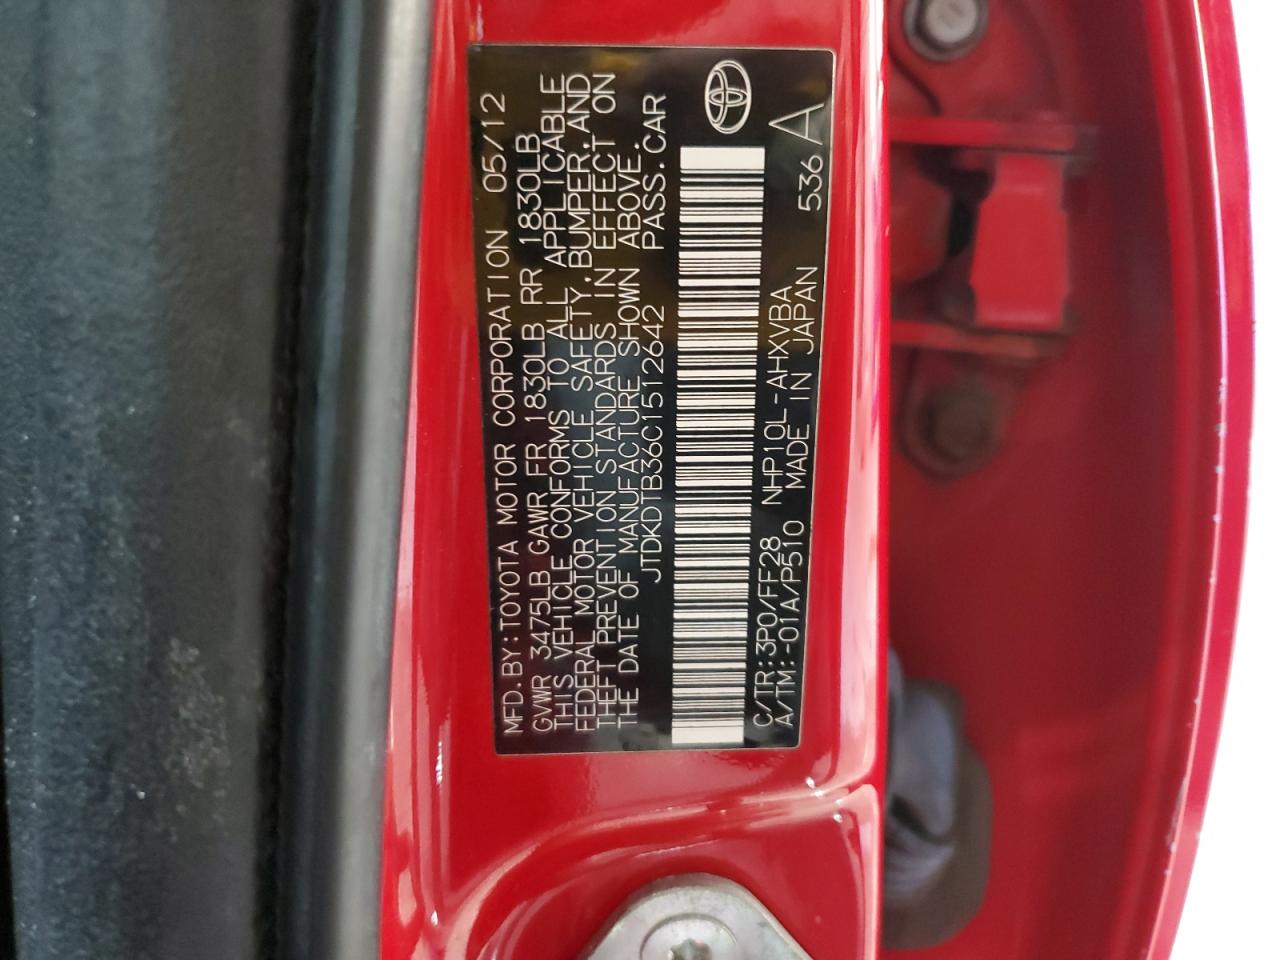 MFD.BY:TOYOTA MOTOR CORPORATION 05/12
GVWR 3475LB GAWR FR 1830LB RR 1830LB
THIS VEHICLE CONFORMS TO ALL APPLICABLE
FEDERAL MOTOR VEHICLE SAFETY,BUMPER,AND
THEFT PREVENTION STANDARDS IN EFFECT ON
THE DATE OF MANUFACTURE SHOWN ABOVE.
JTDKDTB36C1512642 PASS.CAR
C/TR:3P0/FF28 NHP10L-AHXVBA
A/TM:-01A/P510 MADE IN JAPAN 536 A